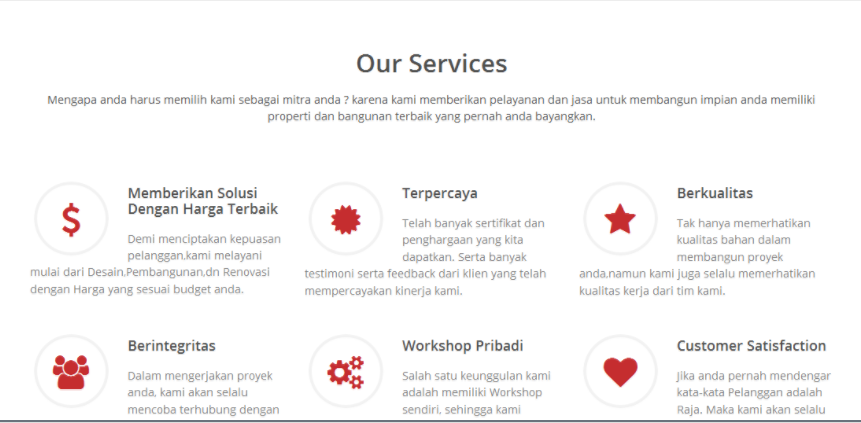 Our Services
Mengapa anda harus memilih kami sebagai mitra anda ? karena kami memberikan pelayanan dan jasa untuk membangun impian anda memiliki
properti dan bangunan terbaik yang pernah anda bayangkan.
Memberikan Solusi
Dengan Harga Terbaik
Demi menciptakan kepuasan
pelanggan,kami melayani
mulai dari Desain,Pembangunan,dn Renovasi
dengan Harga yang sesuai budget anda.
Terpercaya
Telah banyak sertifikat dan
penghargaan yang kita
dapatkan. Serta banyak
testimoni serta feedback dari klien yang telah
mempercayakan kinerja kami.
Berkualitas
Tak hanya memerhatikan
kualitas bahan dalam
membangun proyek
anda,namun kami juga selalu memerhatikan
kualitas kerja dari tim kami.
Berintegritas
Dalam mengerjakan proyek
anda, kami akan selalu
mencoba terhubung dengan
Workshop Pribadi
Salah satu keunggulan kami
adalah memiliki Workshop
sendiri, sehingga kami
Customer Satisfaction
Jika anda pernah mendengar
kata-kata Pelanggan adalah
Raja. Maka kami akan selalu